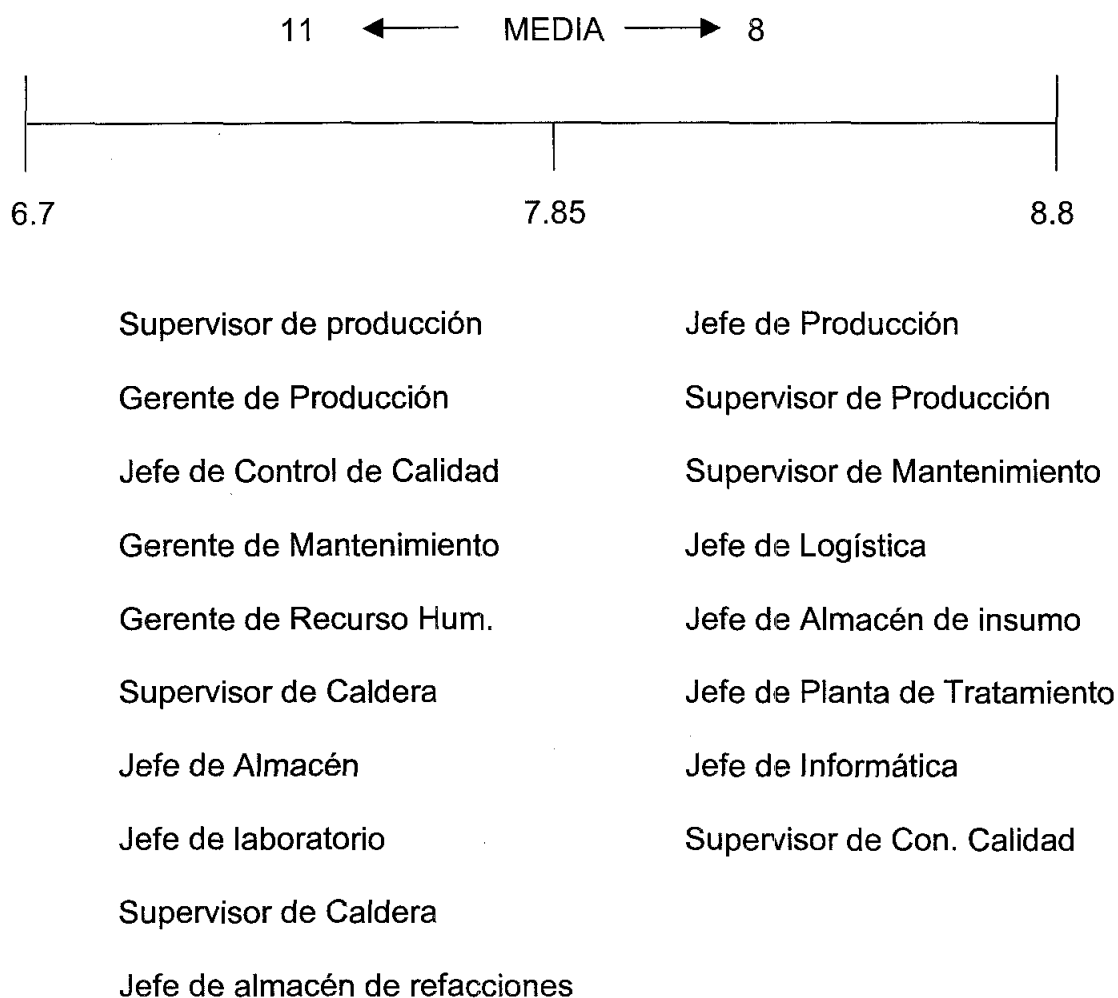 11 ← MEDIA → 8
6.7 7.85 8.8
Supervisor de producción Jefe de Producción
Gerente de Producción Supervisor de Producción
Jefe de Control de Calidad Supervisor de Mantenimiento
Gerente de Mantenimiento Jefe de Logística
Gerente de Recurso Hum. Jefe de Almacén de insumo
Supervisor de Caldera Jefe de Planta de Tratamiento
Jefe de Almacén Jefe de Informática
Jefe de laboratorio Supervisor de Con. Calidad
Supervisor de Caldera
Jefe de almacén de refacciones